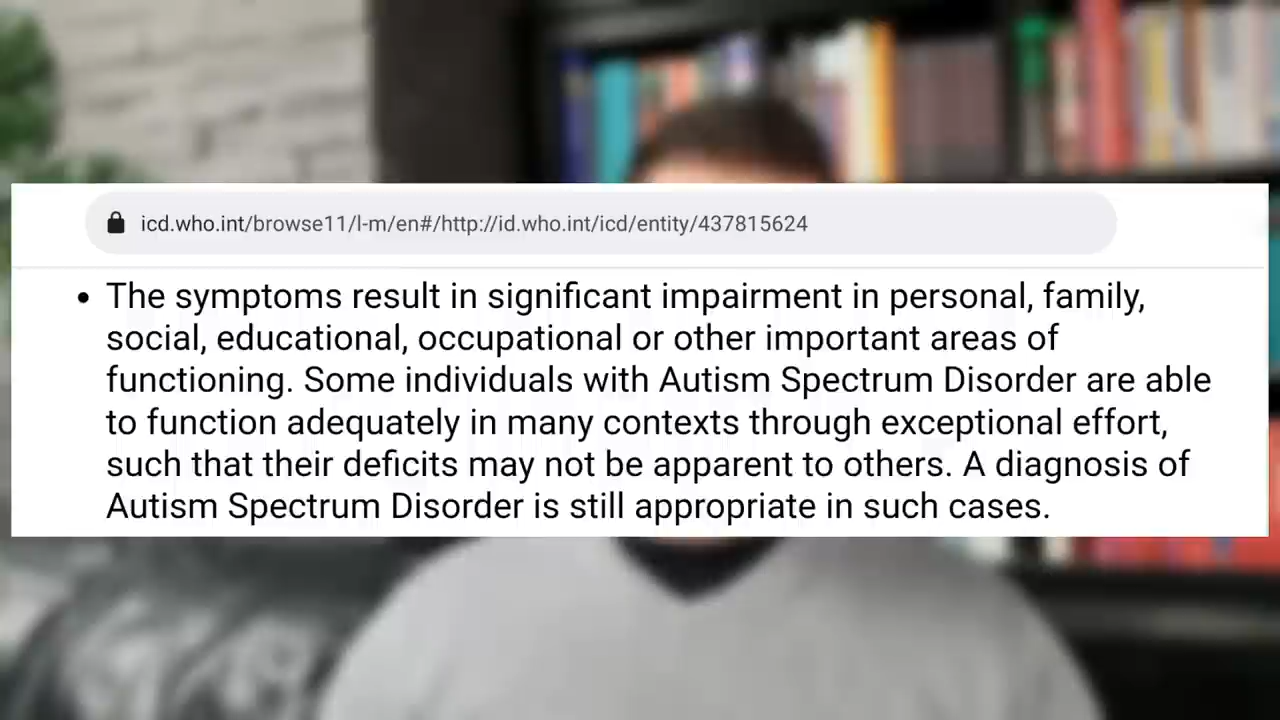 icd.who.int/browse11/l-m/en#/http://id.who.int/icd/entity/437815624
• The symptoms result in significant impairment in personal, family,
social, educational, occupational or other important areas of
functioning. Some individuals with Autism Spectrum Disorder are able
to function adequately in many contexts through exceptional effort,
such that their deficits may not be apparent to others. A diagnosis of
Autism Spectrum Disorder is still appropriate in such cases.